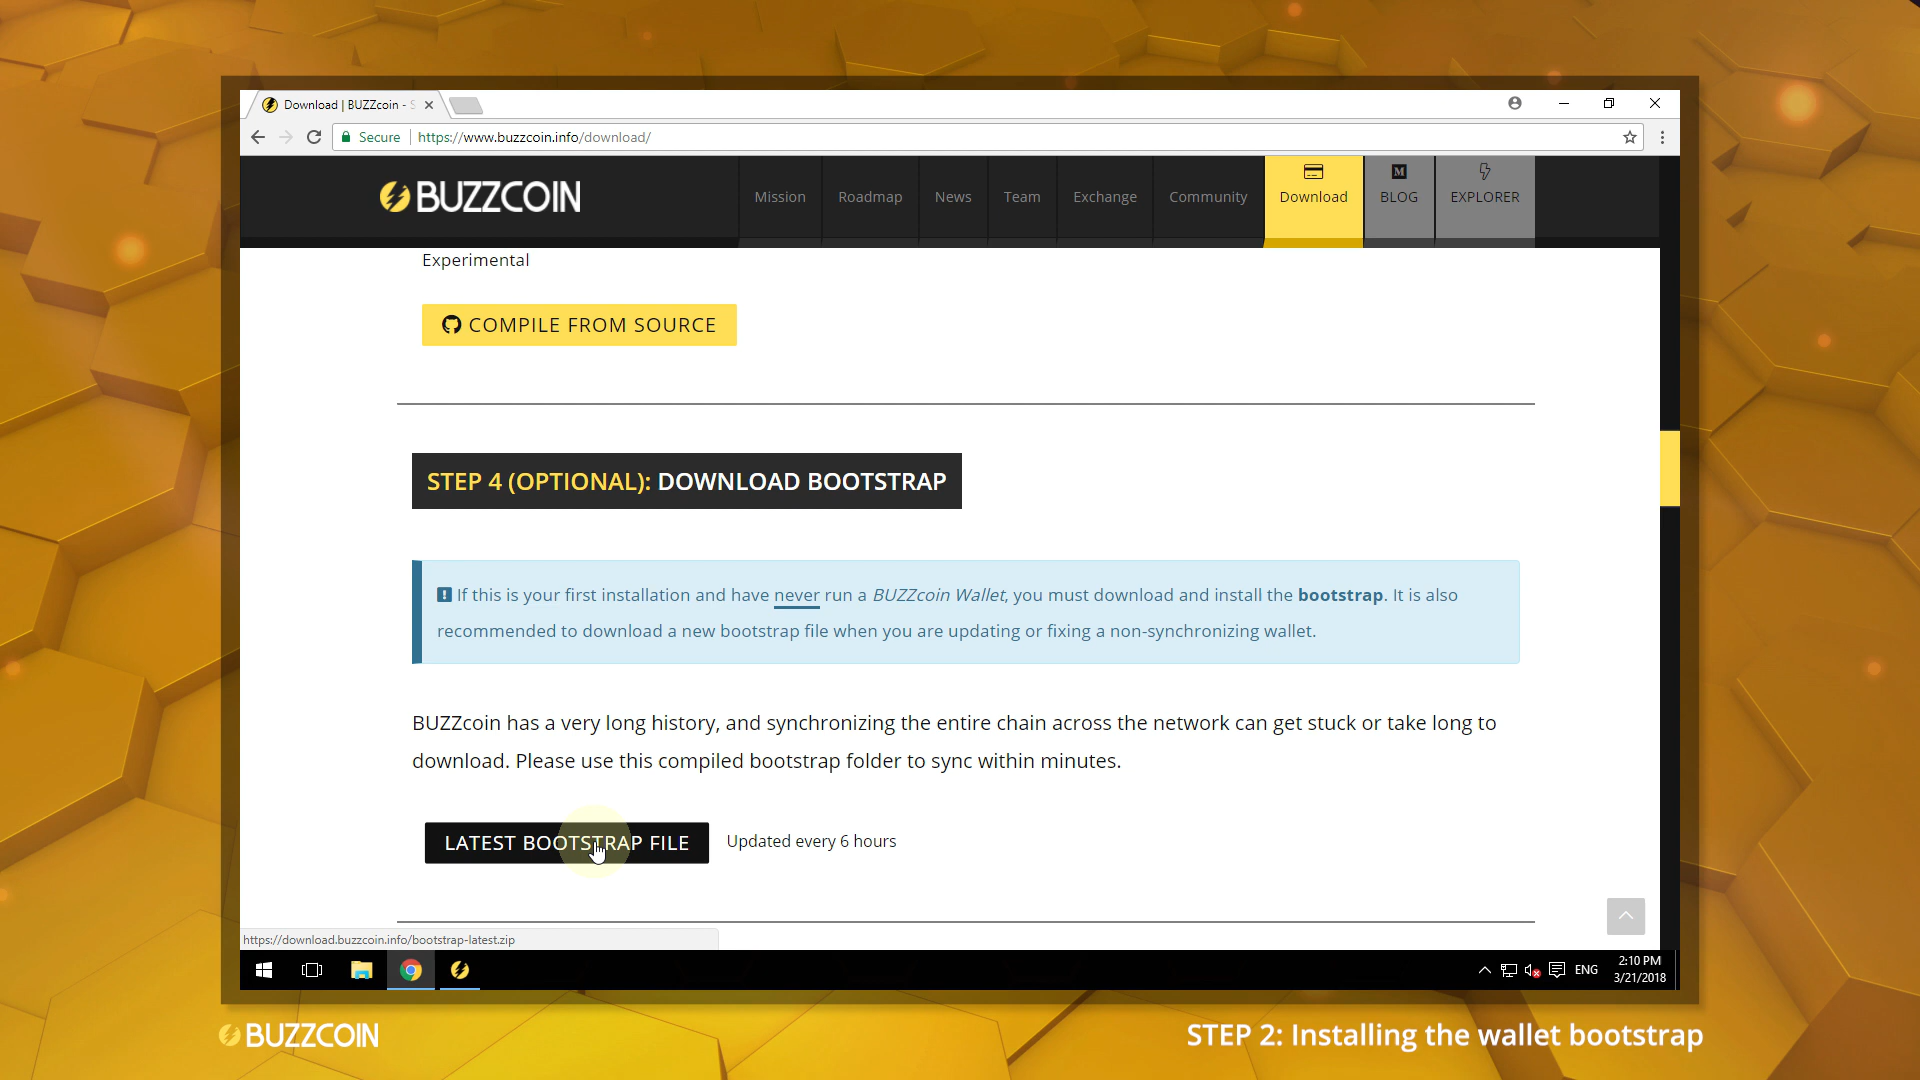 Download | BUZZcoin - S
Secure
https://www.buzzcoin.info/download/
BUZZCOIN
Mission
Roadmap
News
Team
Exchange
Community
Download
M
BLOG
EXPLORER
Experimental
COMPILE FROM SOURCE
STEP 4 (OPTIONAL): DOWNLOAD BOOTSTRAP
If this is your first installation and have never run a BUZZcoin Wallet, you must download and install the bootstrap. It is also
recommended to download a new bootstrap file when you are updating or fixing a non-synchronizing wallet.
BUZZcoin has a very long history, and synchronizing the entire chain across the network can get stuck or take long to
download. Please use this compiled bootstrap folder to sync within minutes.
LATEST BOOTSTRAP FILE
Updated every 6 hours
https://download.buzzcoin.info/bootstrap-latest.zip
ENG
2:10 PM
3/21/2018
BUZZCOIN
STEP 2: Installing the wallet bootstrap